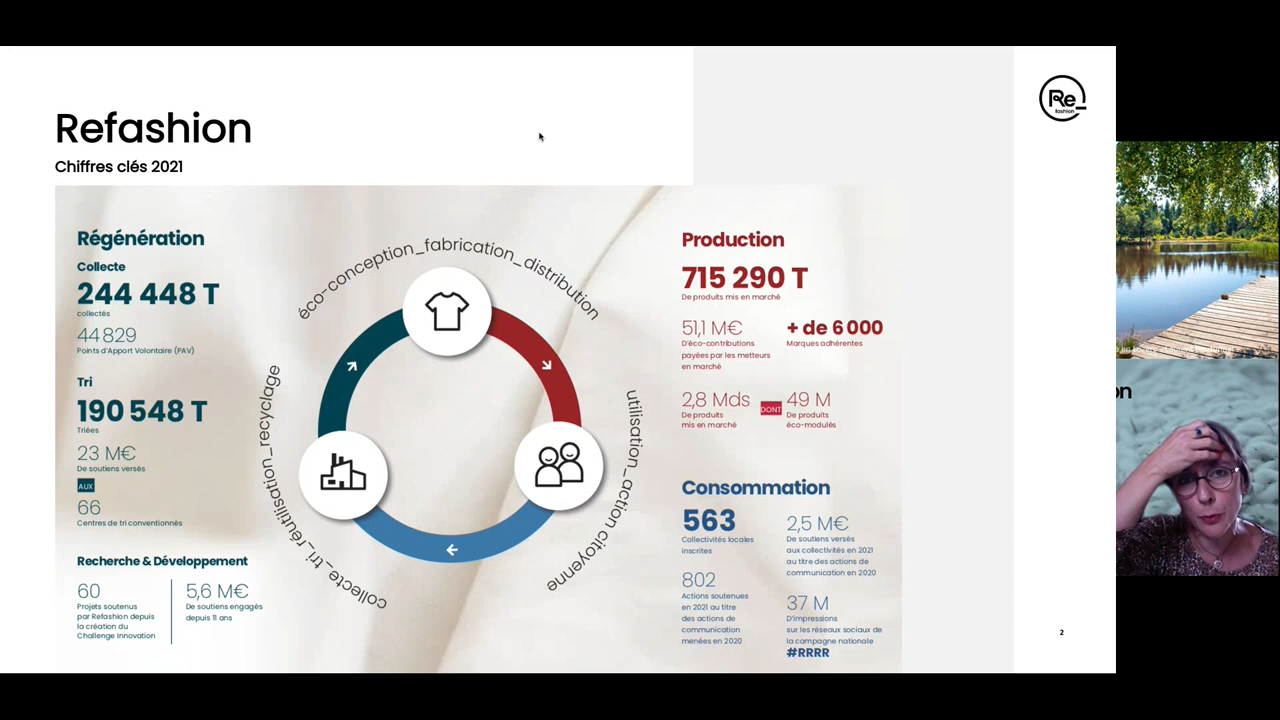 Refashion
Chiffres clés 2021
Re_
fashion
Régénération
Collecte
244 448 T
collectés
44 829
Points d'Apport Volontaire (PAV)
Tri
190 548 T
Triées
23 M€
De soutiens versés
AUX
66
Centres de tri conventionnés
Recherche & Développement
60
Projets soutenus
par Refashion depuis
la création du
Challenge Innovation
5,6 M€
De soutiens engagés
depuis 11 ans
éco-conception_fabrication_distribution
utilisation_action citoyenne
collecte_tri_réutilisation_recyclage
Production
715 290 T
De produits mis en marché
51,1 M€
D'éco-contributions
payées par les metteurs
en marché
+ de 6 000
Marques adhérentes
2,8 Mds
De produits
mis en marché
DONT
49 M
De produits
éco-modulés
Consommation
563
Collectivités locales
inscrites
2,5 M€
De soutiens versés
aux collectivités en 2021
au titre des actions de
communication en 2020
802
Actions soutenues
en 2021 au titre
des actions de
communication
menées en 2020
37 M
D'impressions
sur les réseaux sociaux de
la campagne nationale
#RRRR
2
on